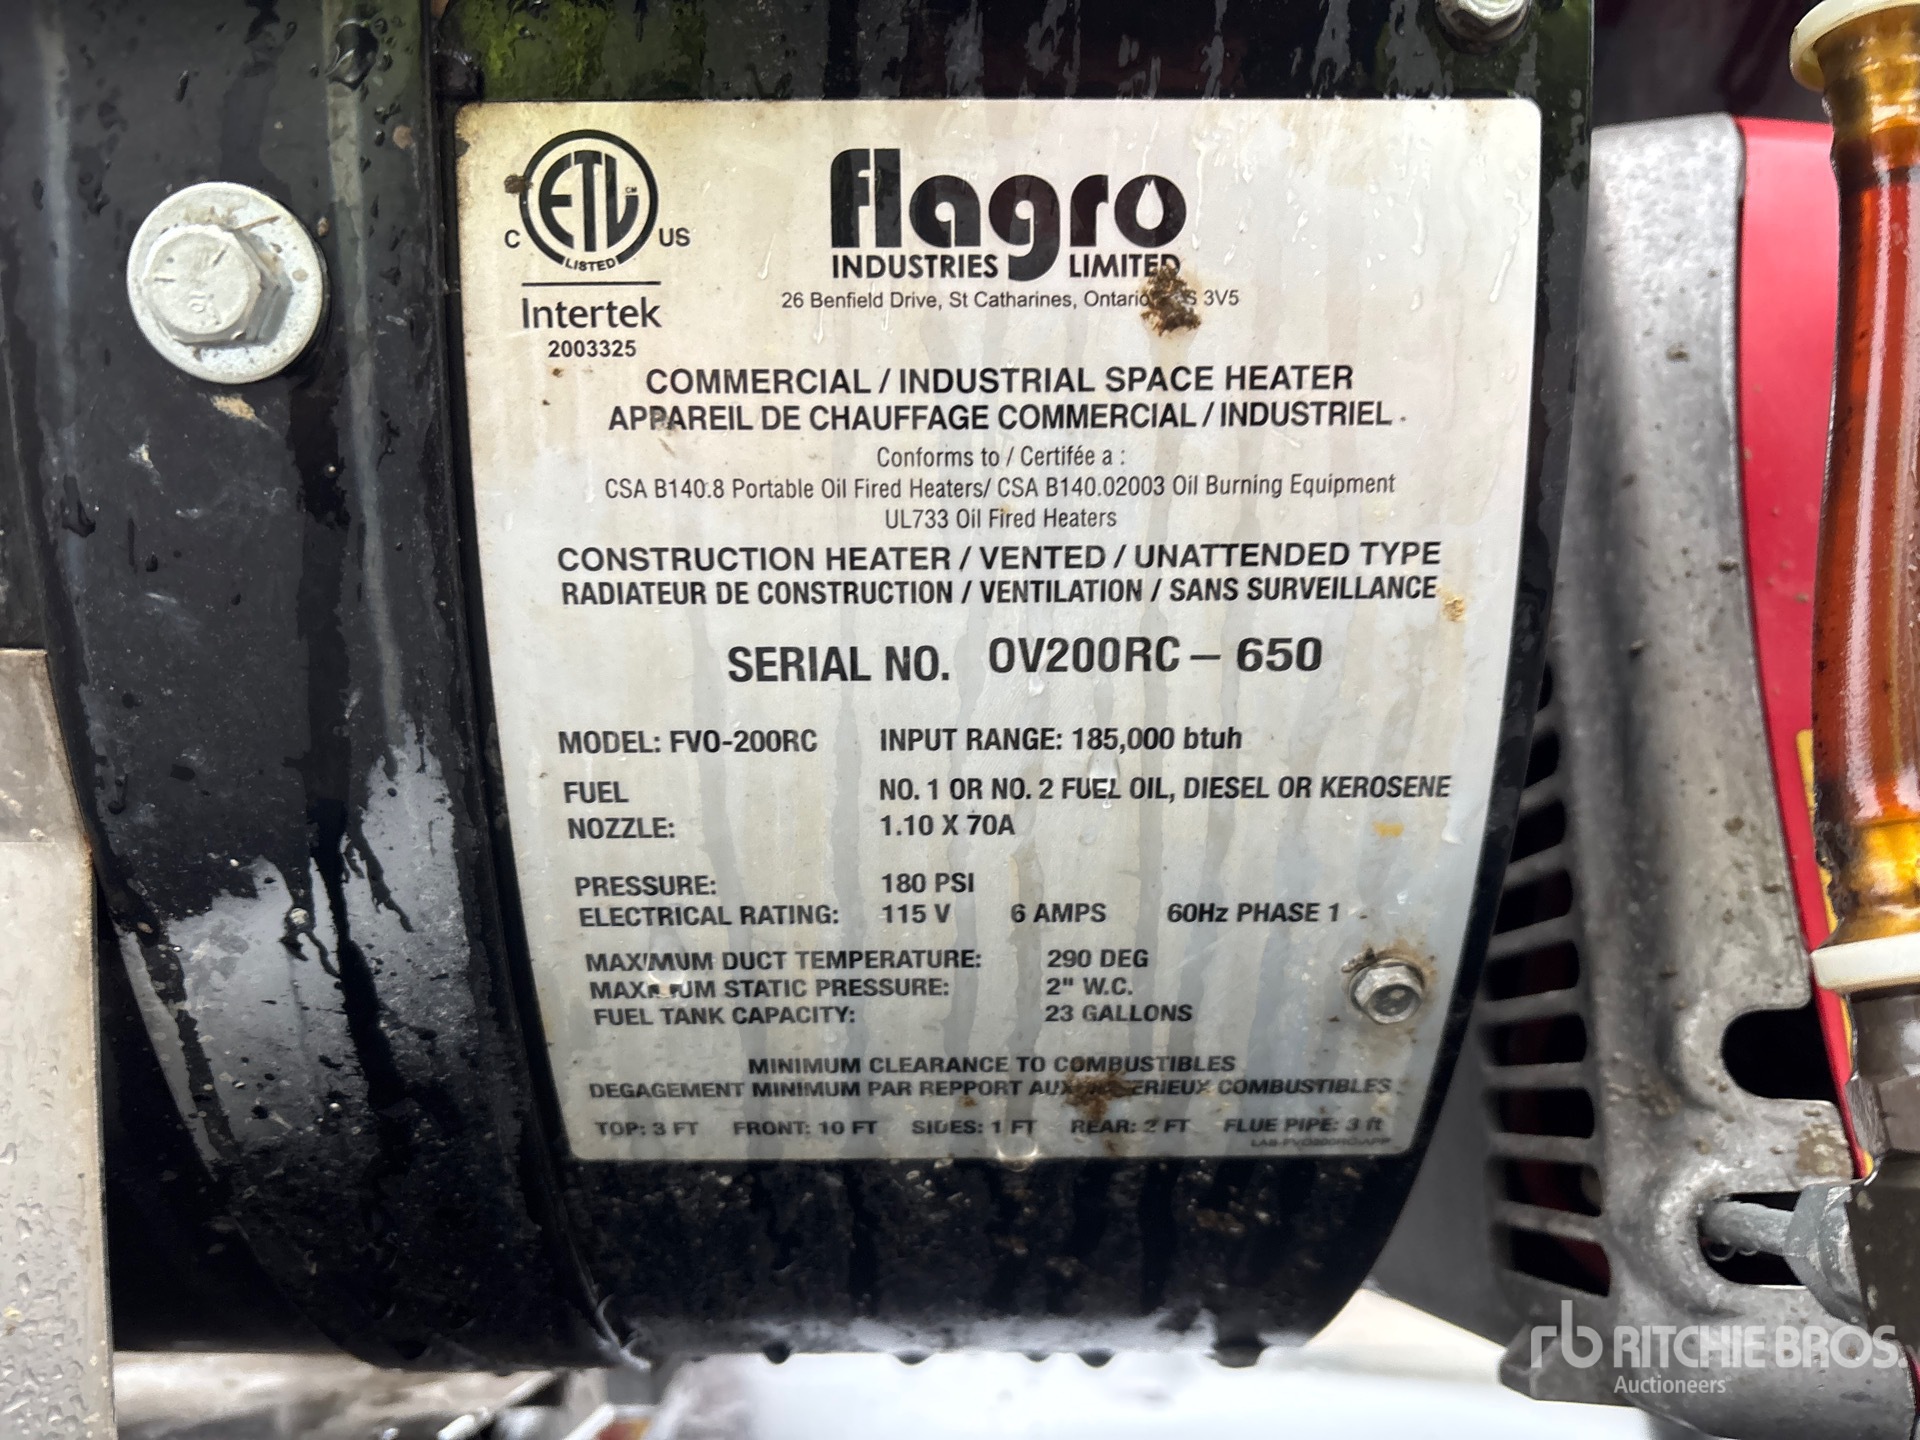 C ETL CM US
LISTED
Intertek
2003325
flagro
INDUSTRIES LIMITED
26 Benfield Drive, St Catharines, Ontario 3V5
COMMERCIAL / INDUSTRIAL SPACE HEATER
APPAREIL DE CHAUFFAGE COMMERCIAL / INDUSTRIEL
Conforms to / Certifée a :
CSA B140.8 Portable Oil Fired Heaters/ CSA B140.02003 Oil Burning Equipment
UL733 Oil Fired Heaters
CONSTRUCTION HEATER / VENTED / UNATTENDED TYPE
RADIATEUR DE CONSTRUCTION / VENTILATION / SANS SURVEILLANCE
SERIAL NO. OV200RC – 650
MODEL: FVO-200RC INPUT RANGE: 185,000 btuh
FUEL NO. 1 OR NO. 2 FUEL OIL, DIESEL OR KEROSENE
NOZZLE: 1.10 X 70A
PRESSURE: 180 PSI
ELECTRICAL RATING: 115 V 6 AMPS 60Hz PHASE 1
MAXIMUM DUCT TEMPERATURE: 290 DEG
MAXIMUM STATIC PRESSURE: 2" W.C.
FUEL TANK CAPACITY: 23 GALLONS
MINIMUM CLEARANCE TO COMBUSTIBLES
DEGAGEMENT MINIMUM PAR REPPORT AUX COMBUSTIBLES
TOP: 3 FT FRONT: 10 FT SIDES: 1 FT REAR: 2 FT FLUE PIPE: 3 ft
rb RITCHIE BROS.
Auctioneers